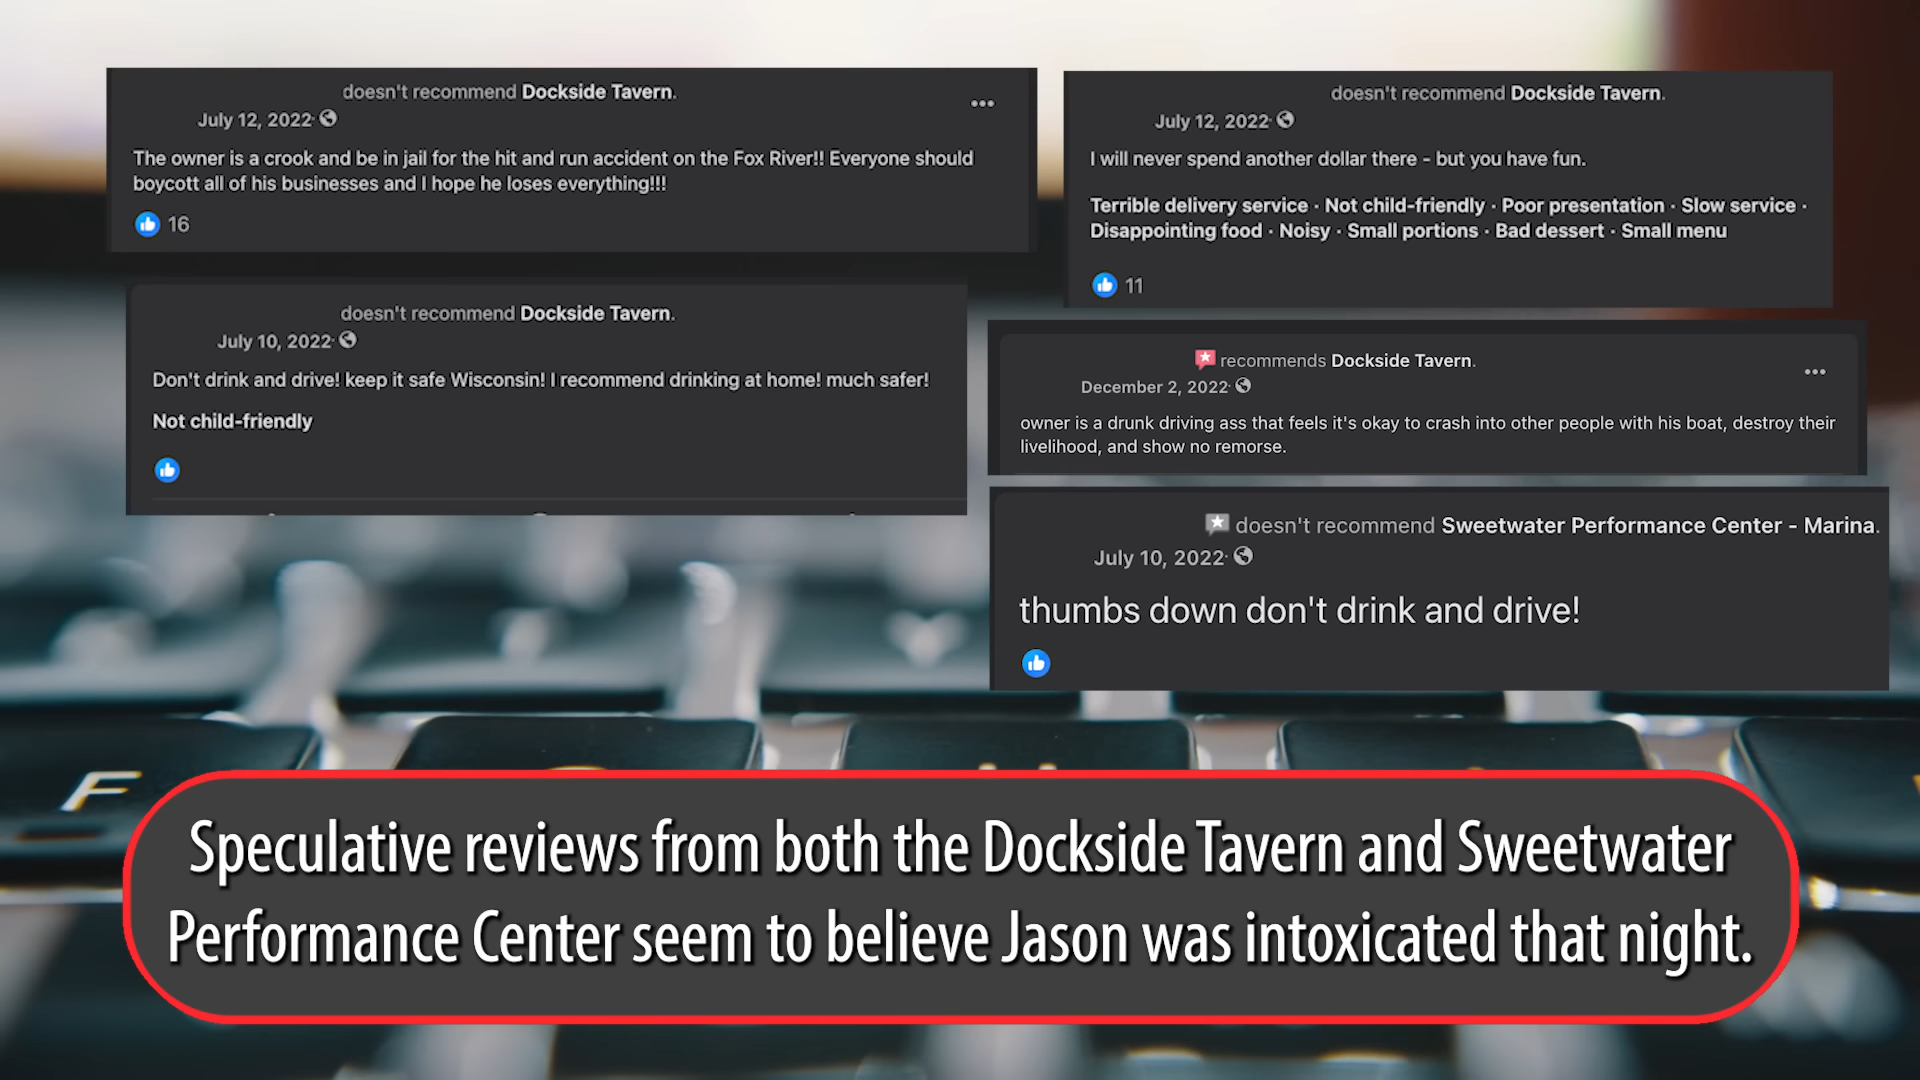 doesn't recommend Dockside Tavern.
July 12, 2022
The owner is a crook and be in jail for the hit and run accident on the Fox River!! Everyone should
boycott all of his businesses and I hope he loses everything!!!
16
doesn't recommend Dockside Tavern.
July 12, 2022
I will never spend another dollar there - but you have fun.
Terrible delivery service · Not child-friendly · Poor presentation · Slow service ·
Disappointing food · Noisy · Small portions · Bad dessert · Small menu
11
doesn't recommend Dockside Tavern.
July 10, 2022
Don't drink and drive! keep it safe Wisconsin! I recommend drinking at home! much safer!
Not child-friendly
recommends Dockside Tavern.
December 2, 2022
owner is a drunk driving ass that feels it's okay to crash into other people with his boat, destroy their
livelihood, and show no remorse.
doesn't recommend Sweetwater Performance Center - Marina.
July 10, 2022
thumbs down don't drink and drive!
F
Speculative reviews from both the Dockside Tavern and Sweetwater
Performance Center seem to believe Jason was intoxicated that night.